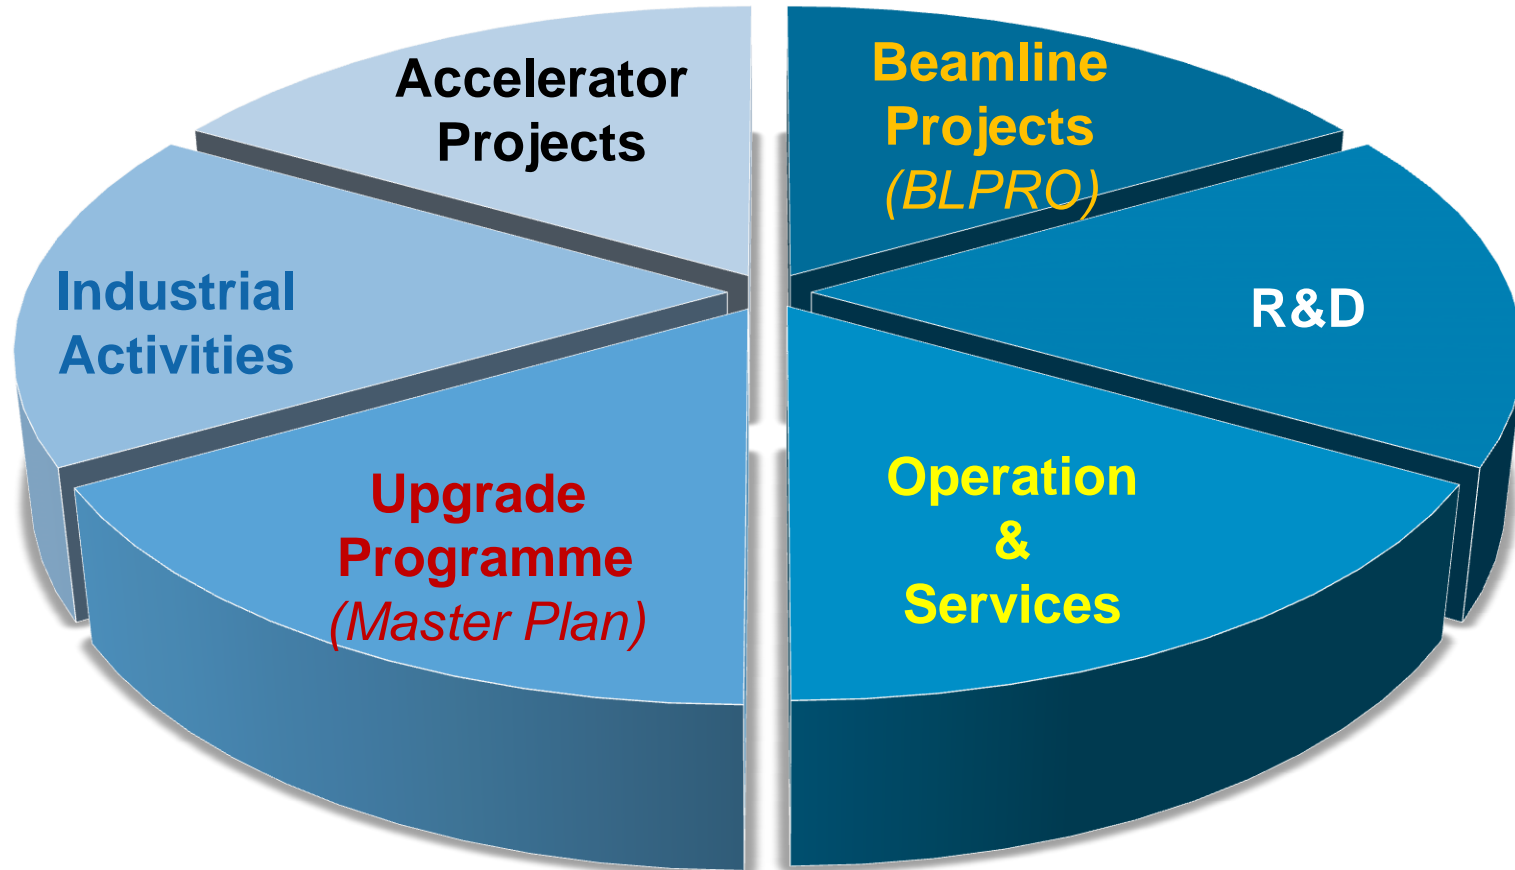 Accelerator
Projects
Beamline
Projects
(BLPRO)
Industrial
Activities
R&D
Upgrade
Programme
(Master Plan)
Operation
&
Services